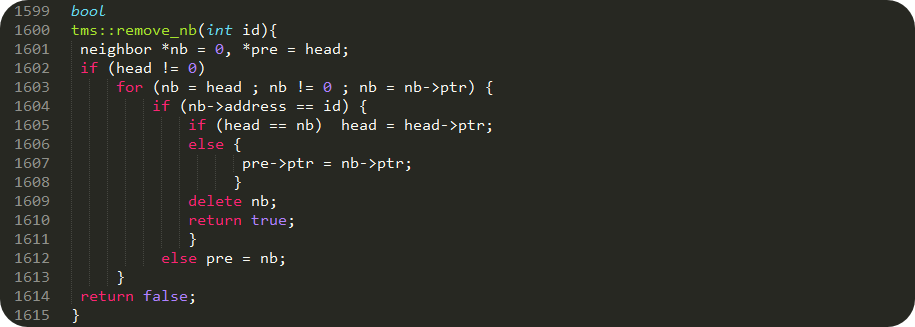 1599 bool
1600 tms::remove_nb(int id){
1601 neighbor *nb = 0, *pre = head;
1602 if (head != 0)
1603 for (nb = head ; nb != 0 ; nb = nb->ptr) {
1604 if (nb->address == id) {
1605 if (head == nb)  head = head->ptr;
1606 else {
1607 pre->ptr = nb->ptr;
1608 }
1609 delete nb;
1610 return true;
1611 }
1612 else pre = nb;
1613 }
1614 return false;
1615 }